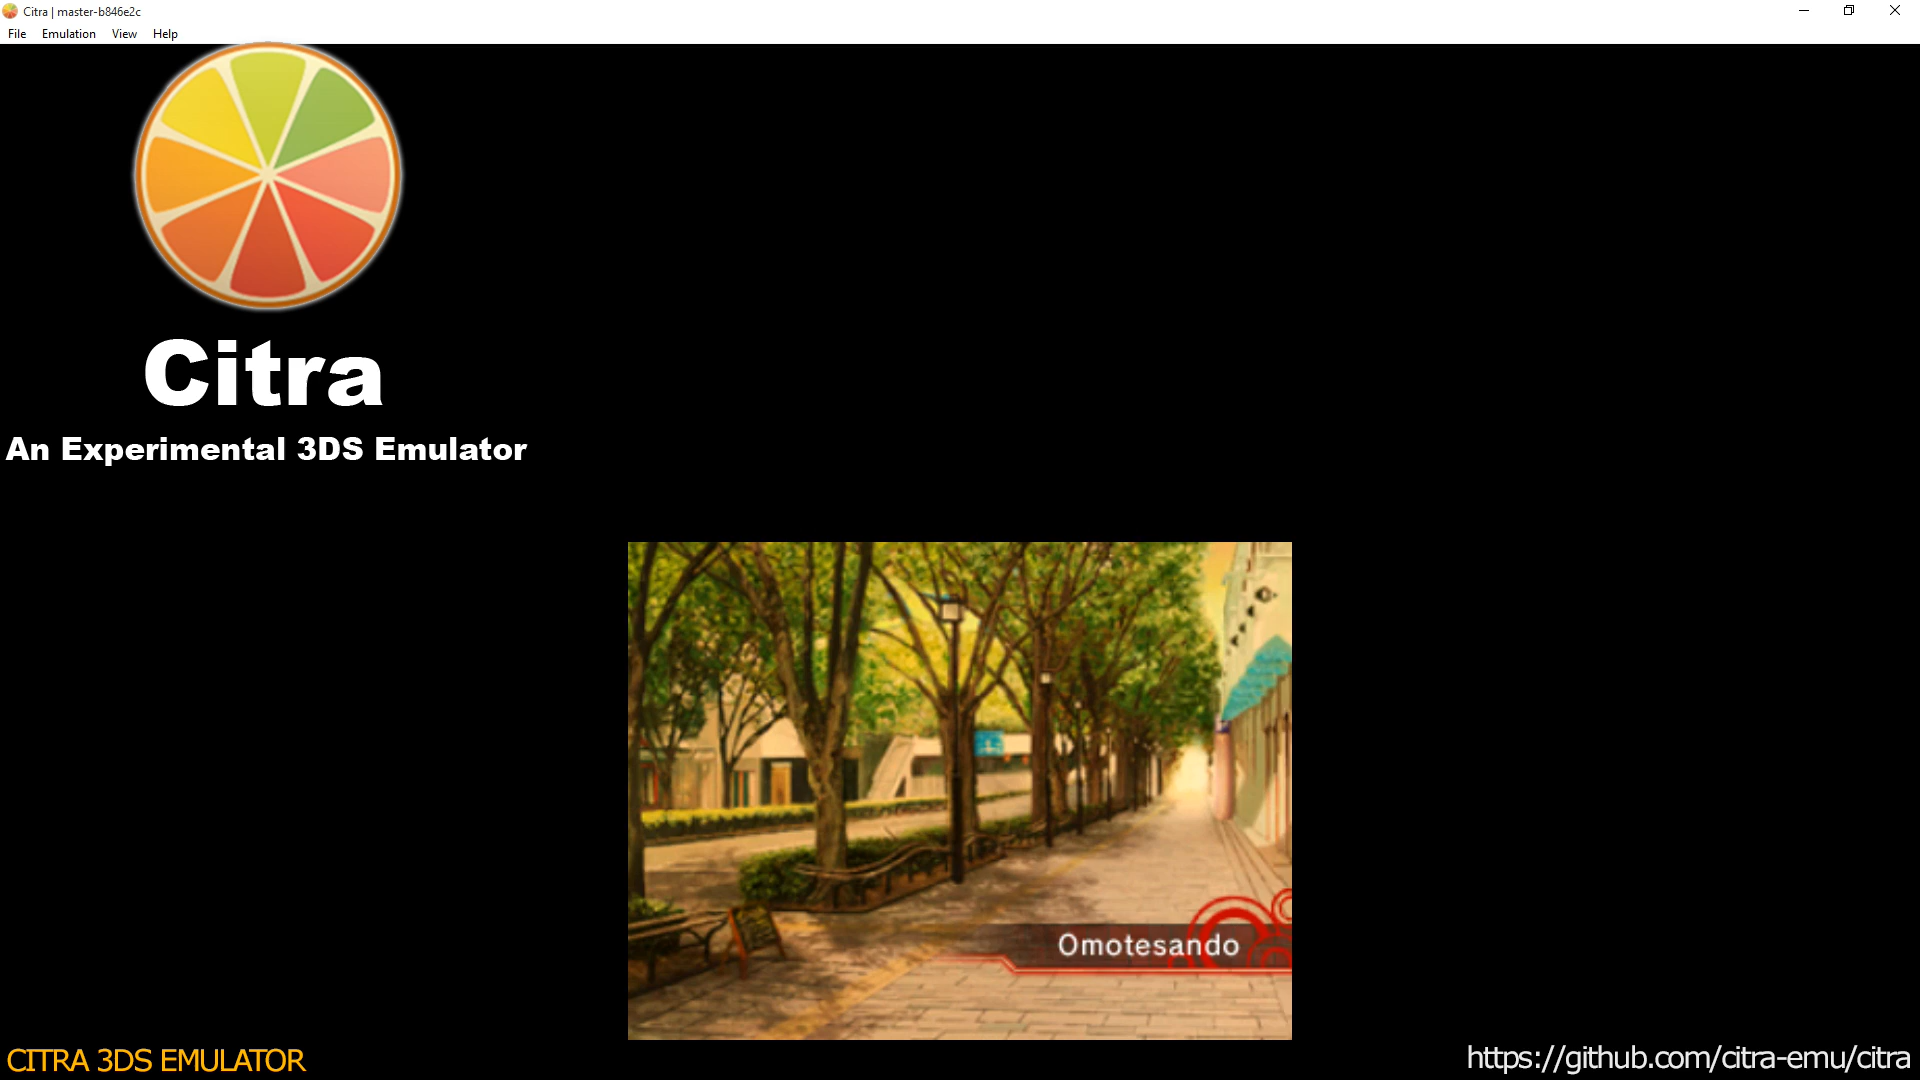 Citra | master-b846e2c
File Emulation View Help
Citra
An Experimental 3DS Emulator
Omotesando
CITRA 3DS EMULATOR
https://github.com/citra-emu/citra